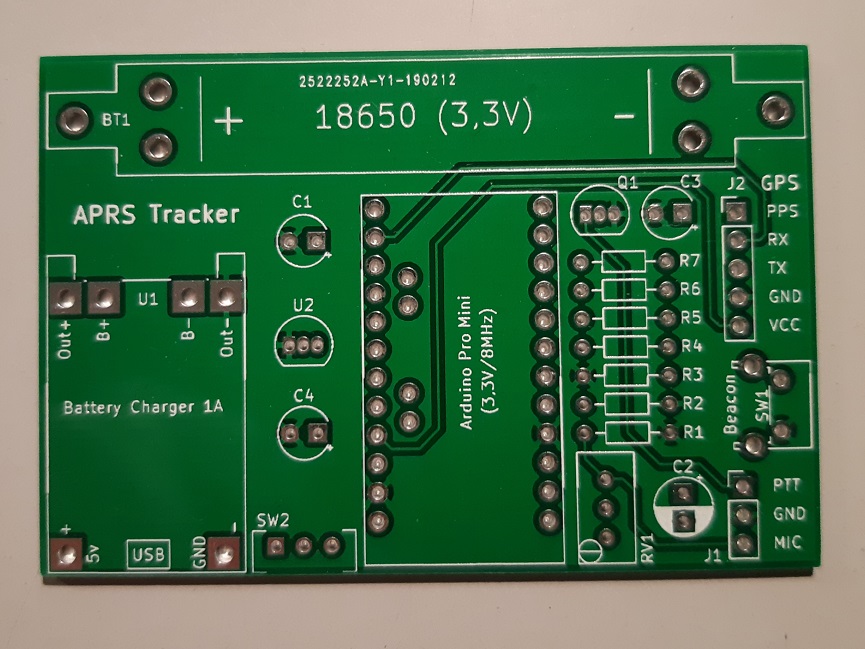 2522252A-Y1-190212
BT1
+ 18650 (3,3V) -
Q1
C3
J2
GPS
APRS Tracker
C1
+
+
PPS
RX
TX
GND
VCC
U1
Out+
B+
B-
Out-
U2
R7
R6
R5
R4
R3
R2
R1
Arduino Pro Mini
(3.3V/8MHz)
Battery Charger 1A
C4
+
Beacon
SW1
C2
+
PTT
GND
MIC
J1
SW2
RV1
+
5v
USB
-
GND